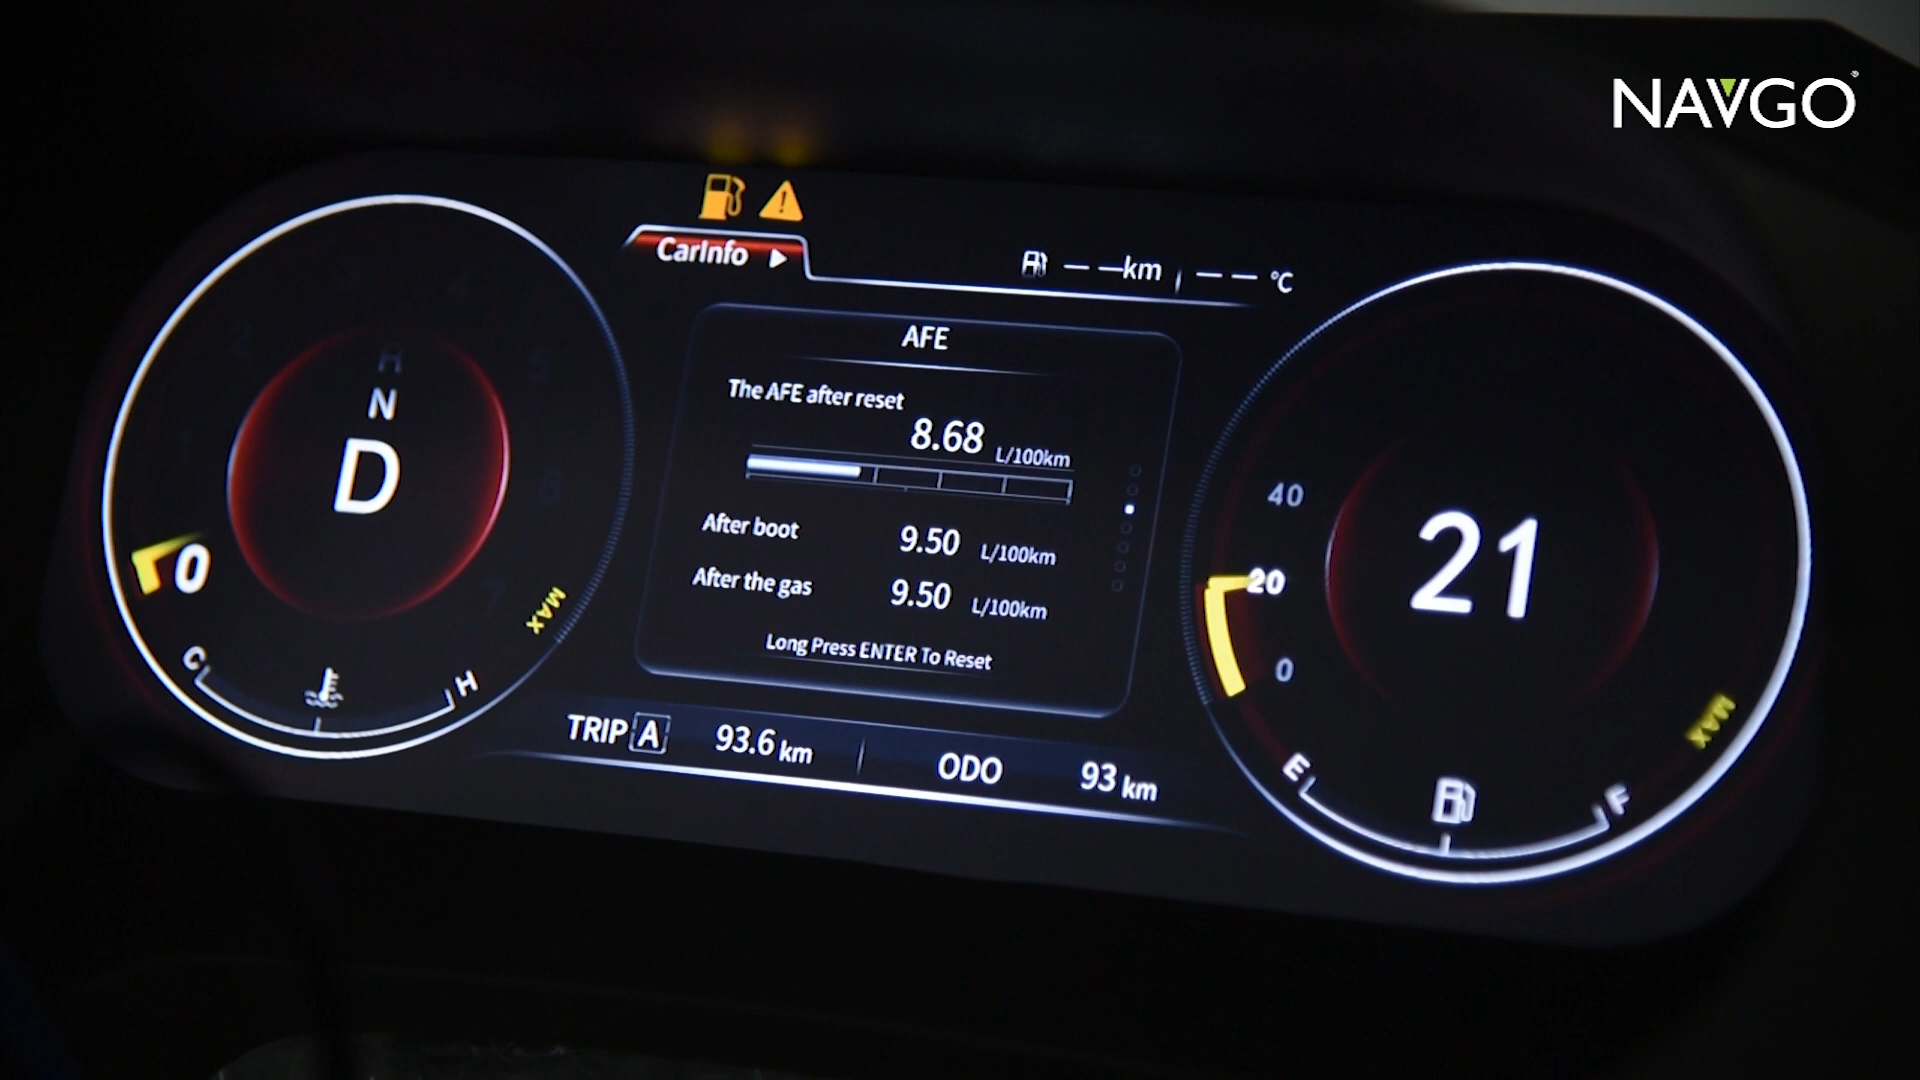 NAVGO
CarInfo
– –km
– – °C
R
N
D
0
MAX
C
H
AFE
The AFE after reset
8.68 L/100km
After boot 9.50 L/100km
After the gas 9.50 L/100km
Long Press ENTER To Reset
TRIP A 93.6 km
ODO 93 km
40
20
0
21
MAX
E
F